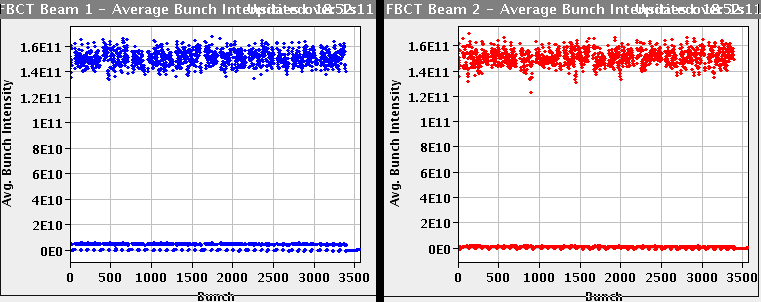 FBCT Beam 1 - Average Bunch
FBCT Beam 2 - Average Bunch
Avg. Bunch Intensity
1.6E11
1.4E11
1.2E11
1E11
8E10
6E10
4E10
2E10
0E0
0 500 1000 1500 2000 2500 3000 3500
Bunch
Avg. Bunch Intensity
1.6E11
1.4E11
1.2E11
1E11
8E10
6E10
4E10
2E10
0E0
0 500 1000 1500 2000 2500 3000 3500
Bunch